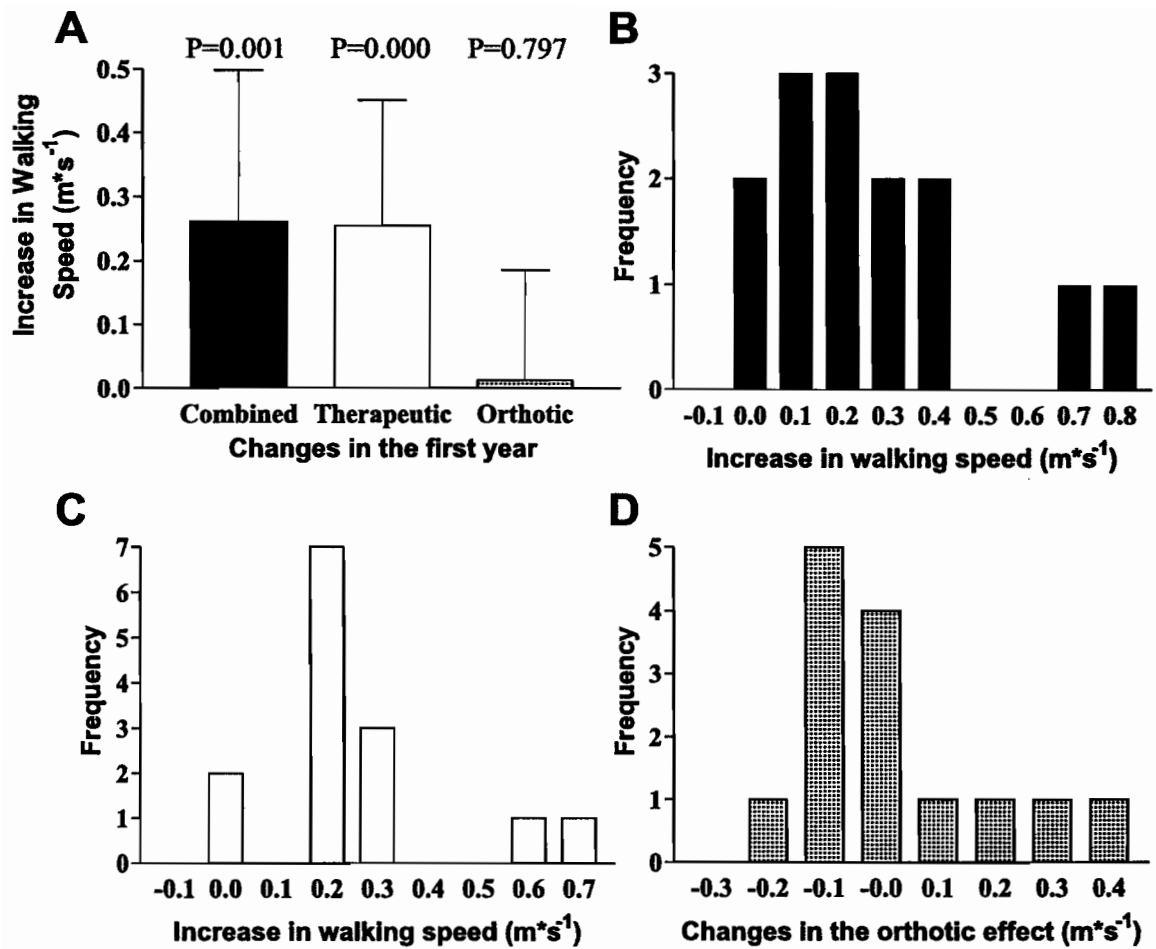 A
P=0.001 P=0.000 P=0.797
Increase in Walking
Speed (m*s-1)
0.5
0.4
0.3
0.2
0.1
0.0
Combined Therapeutic Orthotic
Changes in the first year
B
Frequency
3
2
1
0
-0.1 0.0 0.1 0.2 0.3 0.4 0.5 0.6 0.7 0.8
Increase in walking speed (m*s-1)
C
Frequency
7
6
5
4
3
2
1
0
-0.1 0.0 0.1 0.2 0.3 0.4 0.5 0.6 0.7
Increase in walking speed (m*s-1)
D
Frequency
5
4
3
2
1
0
-0.3 -0.2 -0.1 -0.0 0.1 0.2 0.3 0.4
Changes in the orthotic effect (m*s-1)